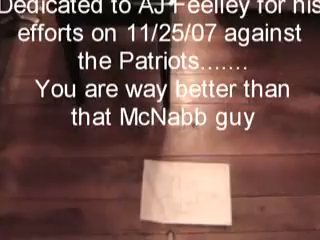 Dedicated to AJ Feelley for his
efforts on 11/25/07 against
the Patriots.......
You are way better than
that McNabb guy